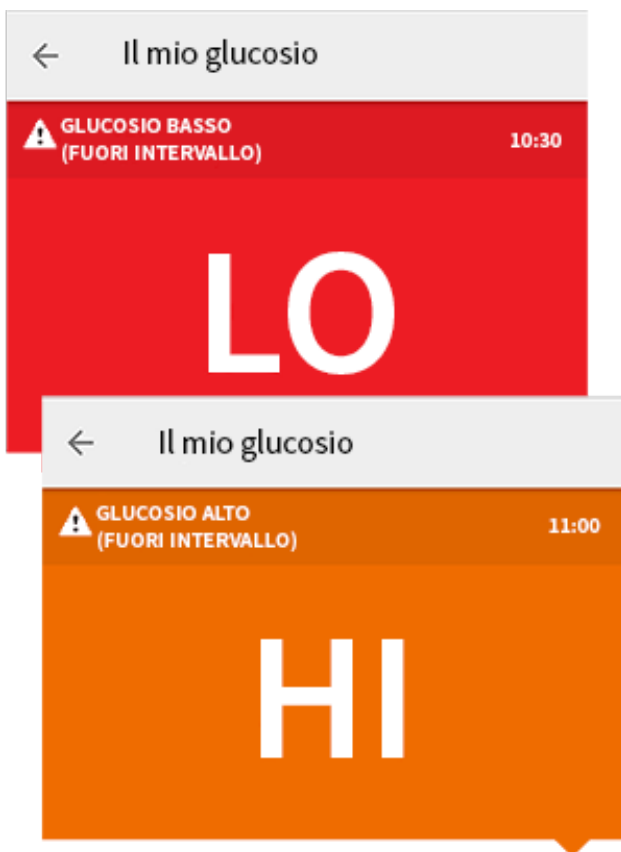 Il mio glucosio
GLUCOSIO BASSO
(FUORI INTERVALLO)
10:30
LO
Il mio glucosio
GLUCOSIO ALTO
(FUORI INTERVALLO)
11:00
HI